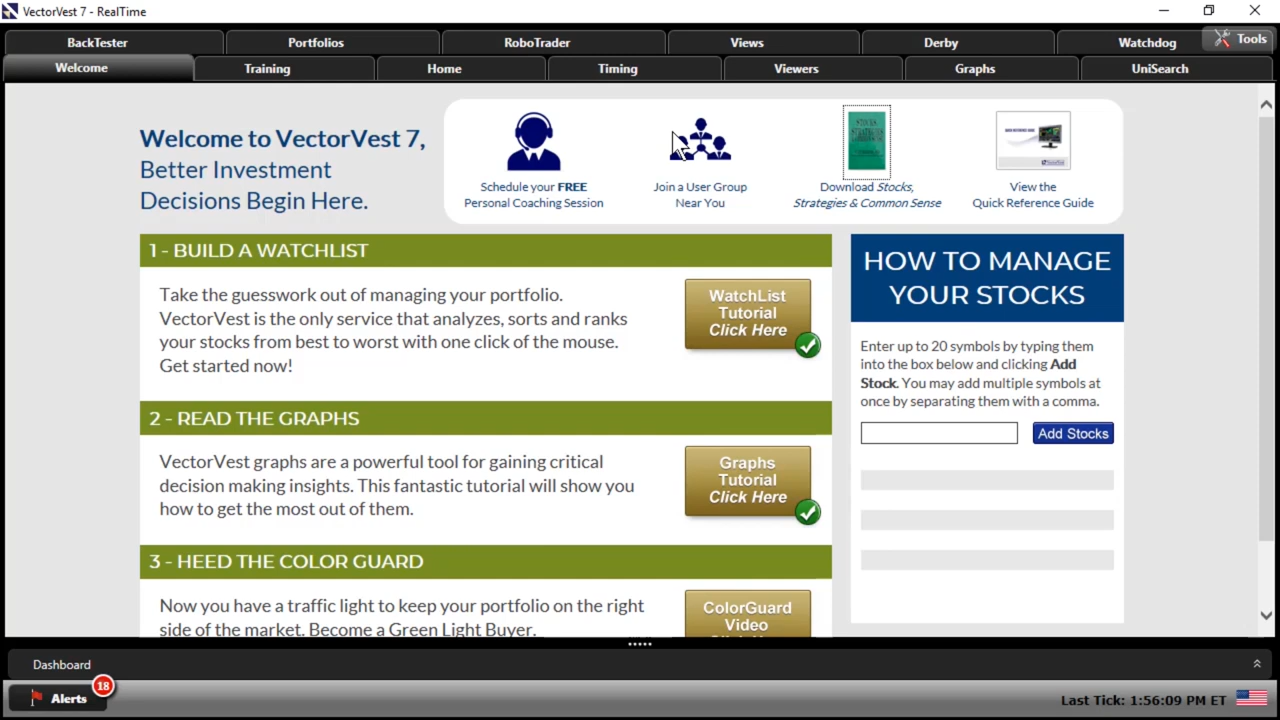 VectorVest 7 - RealTime
BackTester
Portfolios
RoboTrader
Views
Derby
Watchdog
Tools
Welcome
Training
Home
Timing
Viewers
Graphs
UniSearch
Welcome to VectorVest 7,
Better Investment
Decisions Begin Here.
Schedule your FREE
Personal Coaching Session
Join a User Group
Near You
Download Stocks,
Strategies & Common Sense
View the
Quick Reference Guide
1 - BUILD A WATCHLIST
Take the guesswork out of managing your portfolio.
VectorVest is the only service that analyzes, sorts and ranks
your stocks from best to worst with one click of the mouse.
Get started now!
WatchList
Tutorial
Click Here
2 - READ THE GRAPHS
VectorVest graphs are a powerful tool for gaining critical
decision making insights. This fantastic tutorial will show you
how to get the most out of them.
Graphs
Tutorial
Click Here
3 - HEED THE COLOR GUARD
Now you have a traffic light to keep your portfolio on the right
side of the market. Become a Green Light Buyer.
ColorGuard
Video
HOW TO MANAGE
YOUR STOCKS
Enter up to 20 symbols by typing them
into the box below and clicking Add
Stock. You may add multiple symbols at
once by separating them with a comma.
Add Stocks
Dashboard
Alerts
18
Last Tick: 1:56:09 PM ET